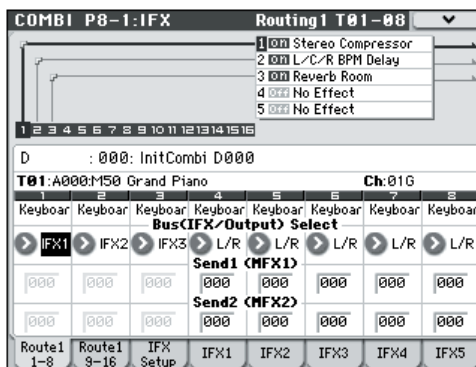 COMBI P8-1:IFX Routing1 T01-08
1 On Stereo Compressor
2 On L/C/R BPM Delay
3 On Reverb Room
4 Off No Effect
5 Off No Effect
1 2 3 4 5 6 7 8 9 10 11 12 13 14 15 16
D : 000: InitCombi D000
T01:A000:M50 Grand Piano Ch:01G
1 2 3 4 5 6 7 8
Keyboar Keyboar Keyboar Keyboar Keyboar Keyboar Keyboar Keyboar
Bus(IFX/Output) Select
IFX1 IFX2 IFX3 L/R L/R L/R L/R L/R
Send1 (MFX1)
000 000 000 000 000 000 000 000
Send2 (MFX2)
000 000 000 000 000 000 000 000
Route1 1-8 Route1 9-16 IFX Setup IFX1 IFX2 IFX3 IFX4 IFX5